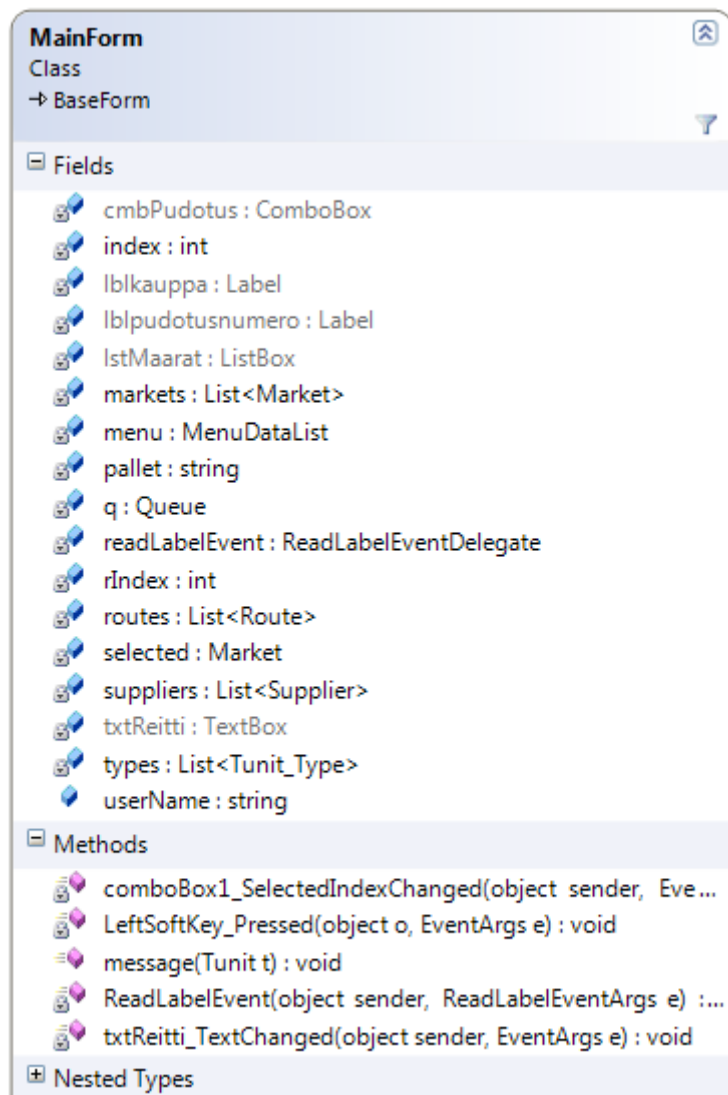 MainForm
Class
BaseForm
Fields
cmbPudotus : ComboBox
index : int
lblkauppa : Label
lblpudotusnumero : Label
lstMaarat : ListBox
markets : List<Market>
menu : MenuDataList
pallet : string
q : Queue
readLabelEvent : ReadLabelEventDelegate
rIndex : int
routes : List<Route>
selected : Market
suppliers : List<Supplier>
txtReitti : TextBox
types : List<Tunit_Type>
userName : string
Methods
comboBox1_SelectedIndexChanged(object sender, Eve...
LeftSoftKey_Pressed(object o, EventArgs e) : void
message(Tunit t) : void
ReadLabelEvent(object sender, ReadLabelEventArgs e) :...
txtReitti_TextChanged(object sender, EventArgs e) : void
Nested Types